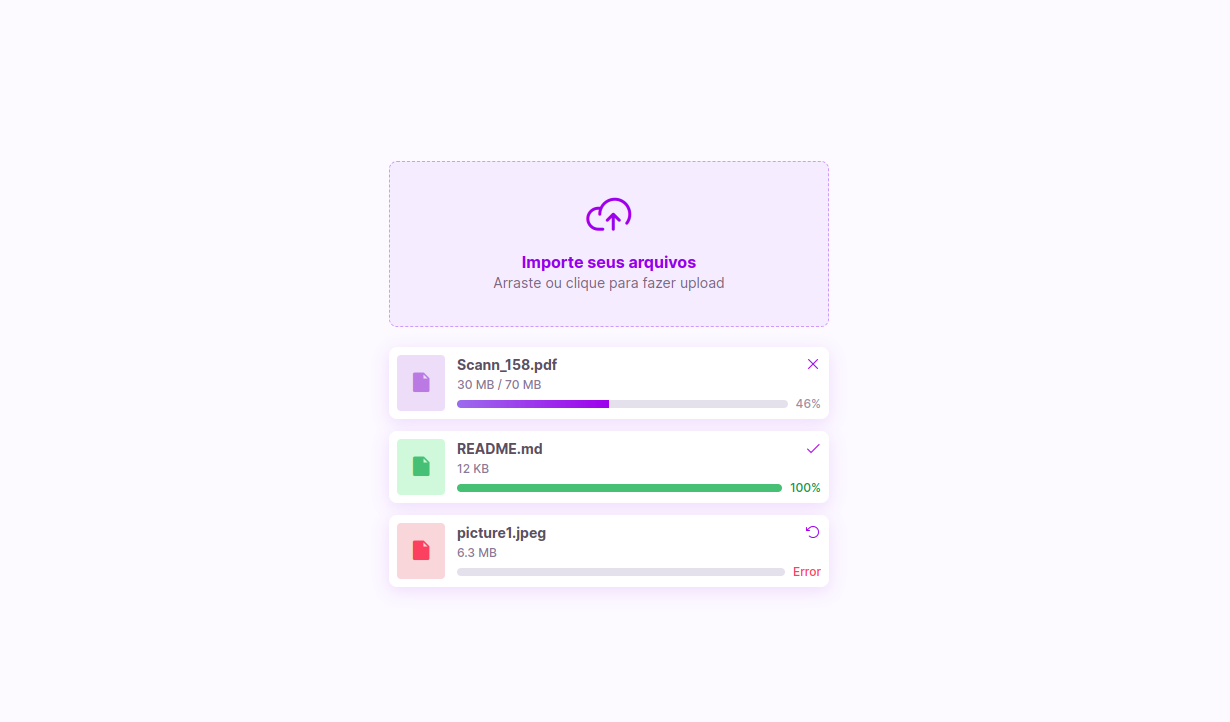 Importe seus arquivos
Arraste ou clique para fazer upload
Scann_158.pdf
30 MB / 70 MB
46%
README.md
12 KB
100%
picture1.jpeg
6.3 MB
Error